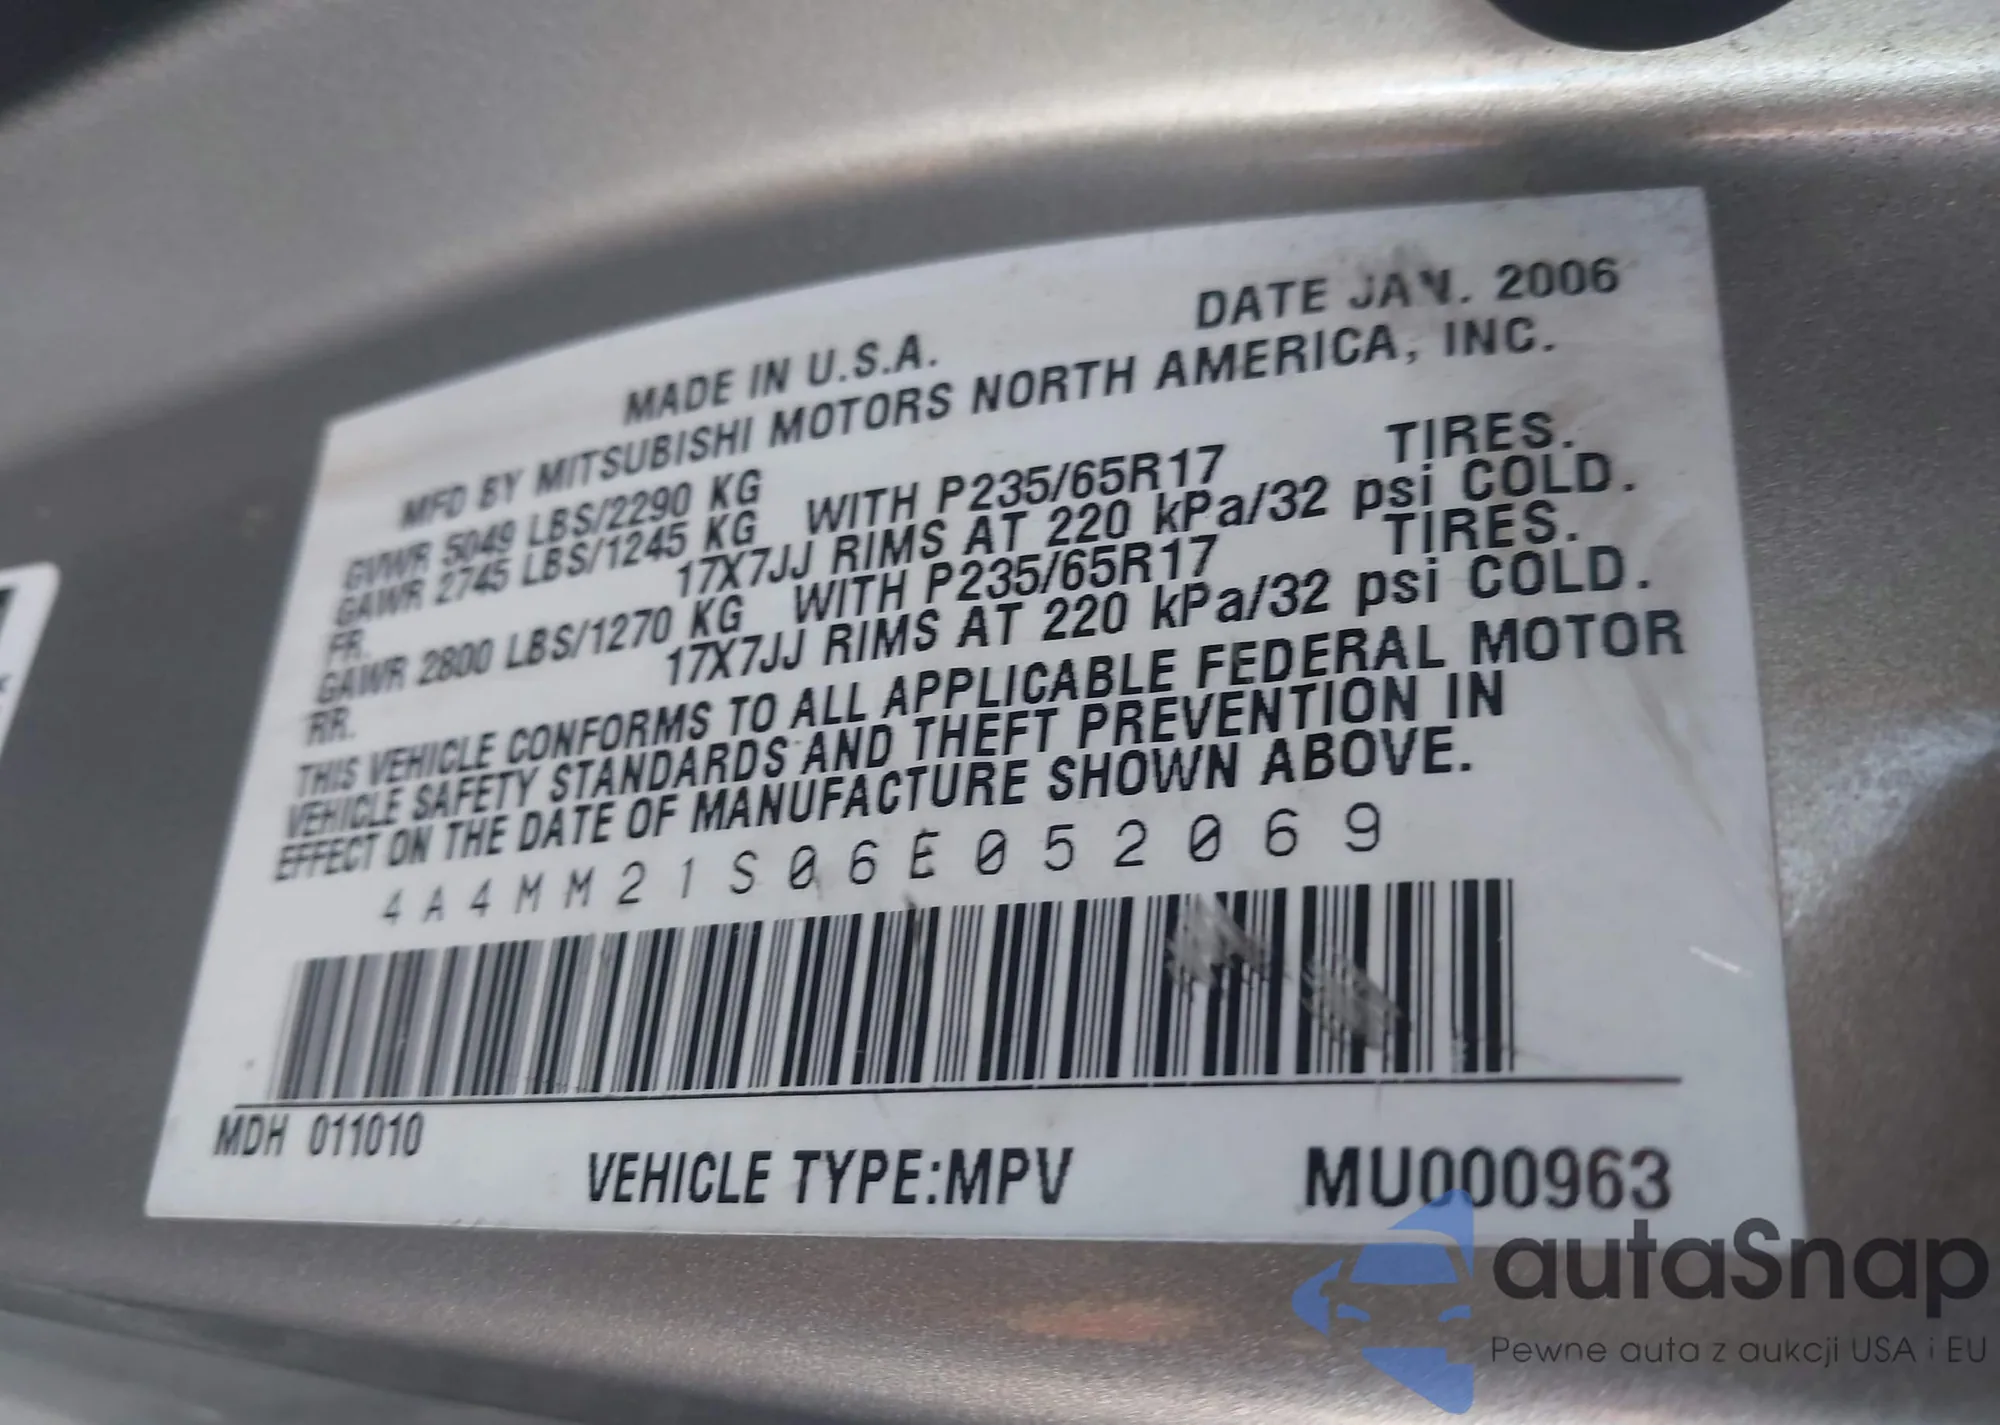 DATE JAN. 2006
MADE IN U.S.A.
MFD BY MITSUBISHI MOTORS NORTH AMERICA, INC.
GVWR 5049 LBS/2290 KG
GAWR 2745 LBS/1245 KG WITH P235/65R17 TIRES.
FR. 17X7JJ RIMS AT 220 kPa/32 psi COLD.
GAWR 2800 LBS/1270 KG WITH P235/65R17 TIRES.
RR. 17X7JJ RIMS AT 220 kPa/32 psi COLD.
THIS VEHICLE CONFORMS TO ALL APPLICABLE FEDERAL MOTOR
VEHICLE SAFETY STANDARDS AND THEFT PREVENTION IN
EFFECT ON THE DATE OF MANUFACTURE SHOWN ABOVE.
4A4MM21S06E052069
MDH 011010
VEHICLE TYPE:MPV MU000963
autaSnap
Pewne auta z aukcji USA i EU